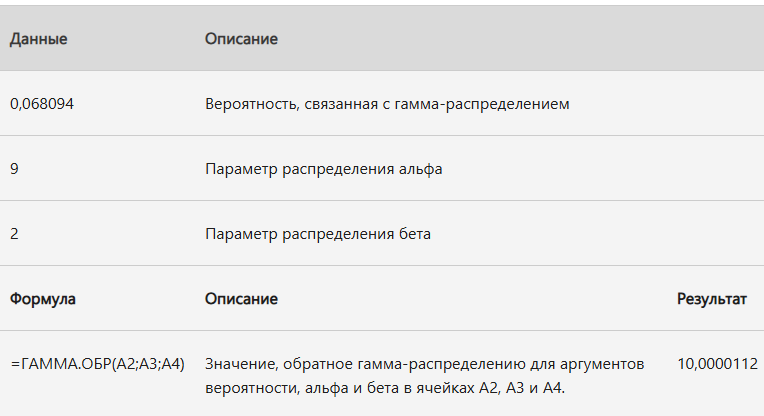 Данные Описание
0,068094 Вероятность, связанная с гамма-распределением
9 Параметр распределения альфа
2 Параметр распределения бета
Формула Описание Результат
=ГАММА.ОБР(A2;A3;A4) Значение, обратное гамма-распределению для аргументов 10,0000112
вероятности, альфа и бета в ячейках A2, A3 и A4.